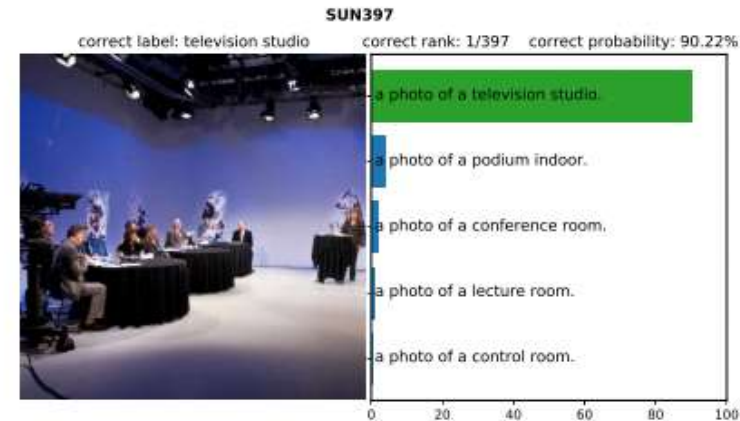 SUN397
correct label: television studio correct rank: 1/397 correct probability: 90.22%
a photo of a television studio.
a photo of a podium indoor.
a photo of a conference room.
a photo of a lecture room.
a photo of a control room.
0 20 40 60 80 100